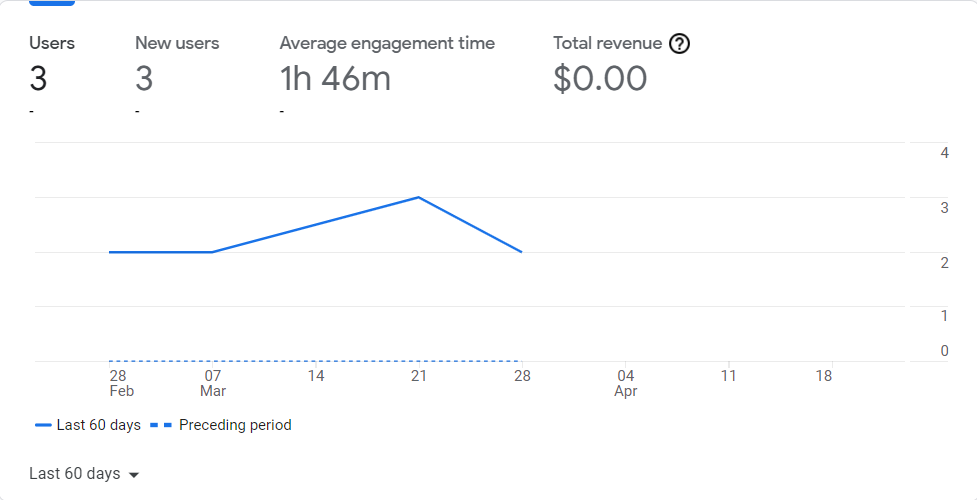 Users New users Average engagement time Total revenue ?
3 3 1h 46m $0.00
- - -
4
3
2
1
0
28 07 14 21 28 04 11 18
Feb Mar Apr
Last 60 days Preceding period
Last 60 days